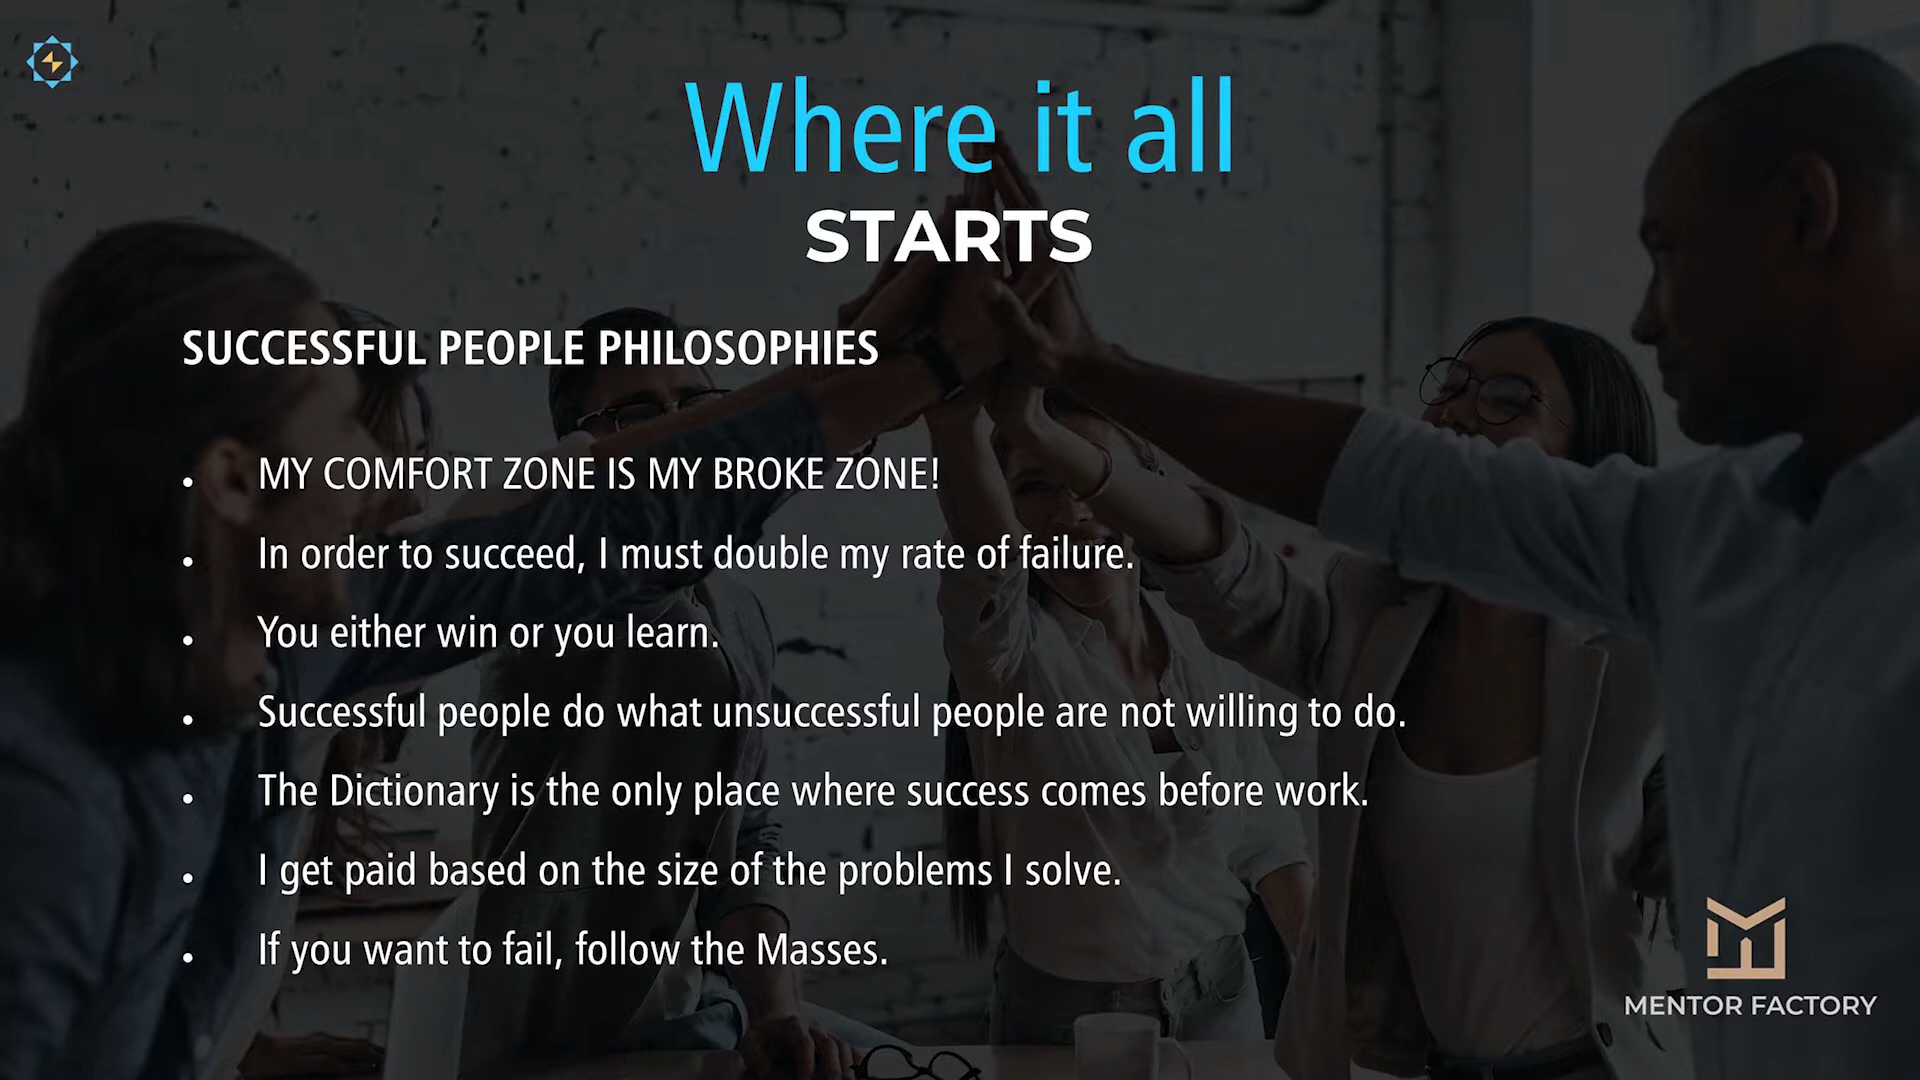 Where it all
STARTS
SUCCESSFUL PEOPLE PHILOSOPHIES
• MY COMFORT ZONE IS MY BROKE ZONE!
• In order to succeed, I must double my rate of failure.
• You either win or you learn.
• Successful people do what unsuccessful people are not willing to do.
• The Dictionary is the only place where success comes before work.
• I get paid based on the size of the problems I solve.
• If you want to fail, follow the Masses.
MENTOR FACTORY